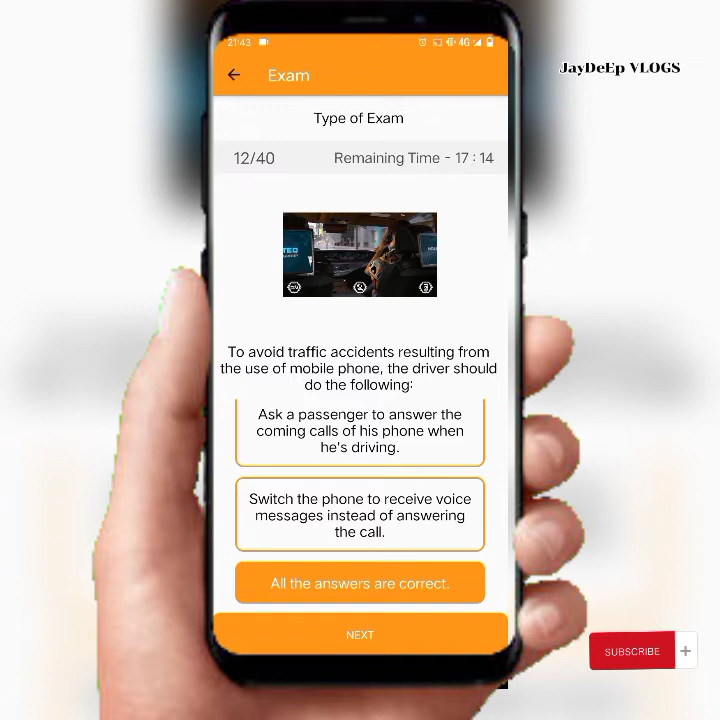 21:43
4G
JayDeEp VLOGS
Exam
Type of Exam
12/40
Remaining Time - 17 : 14
To avoid traffic accidents resulting from
the use of mobile phone, the driver should
do the following:
Ask a passenger to answer the
coming calls of his phone when
he's driving.
Switch the phone to receive voice
messages instead of answering
the call.
All the answers are correct.
NEXT
SUBSCRIBE